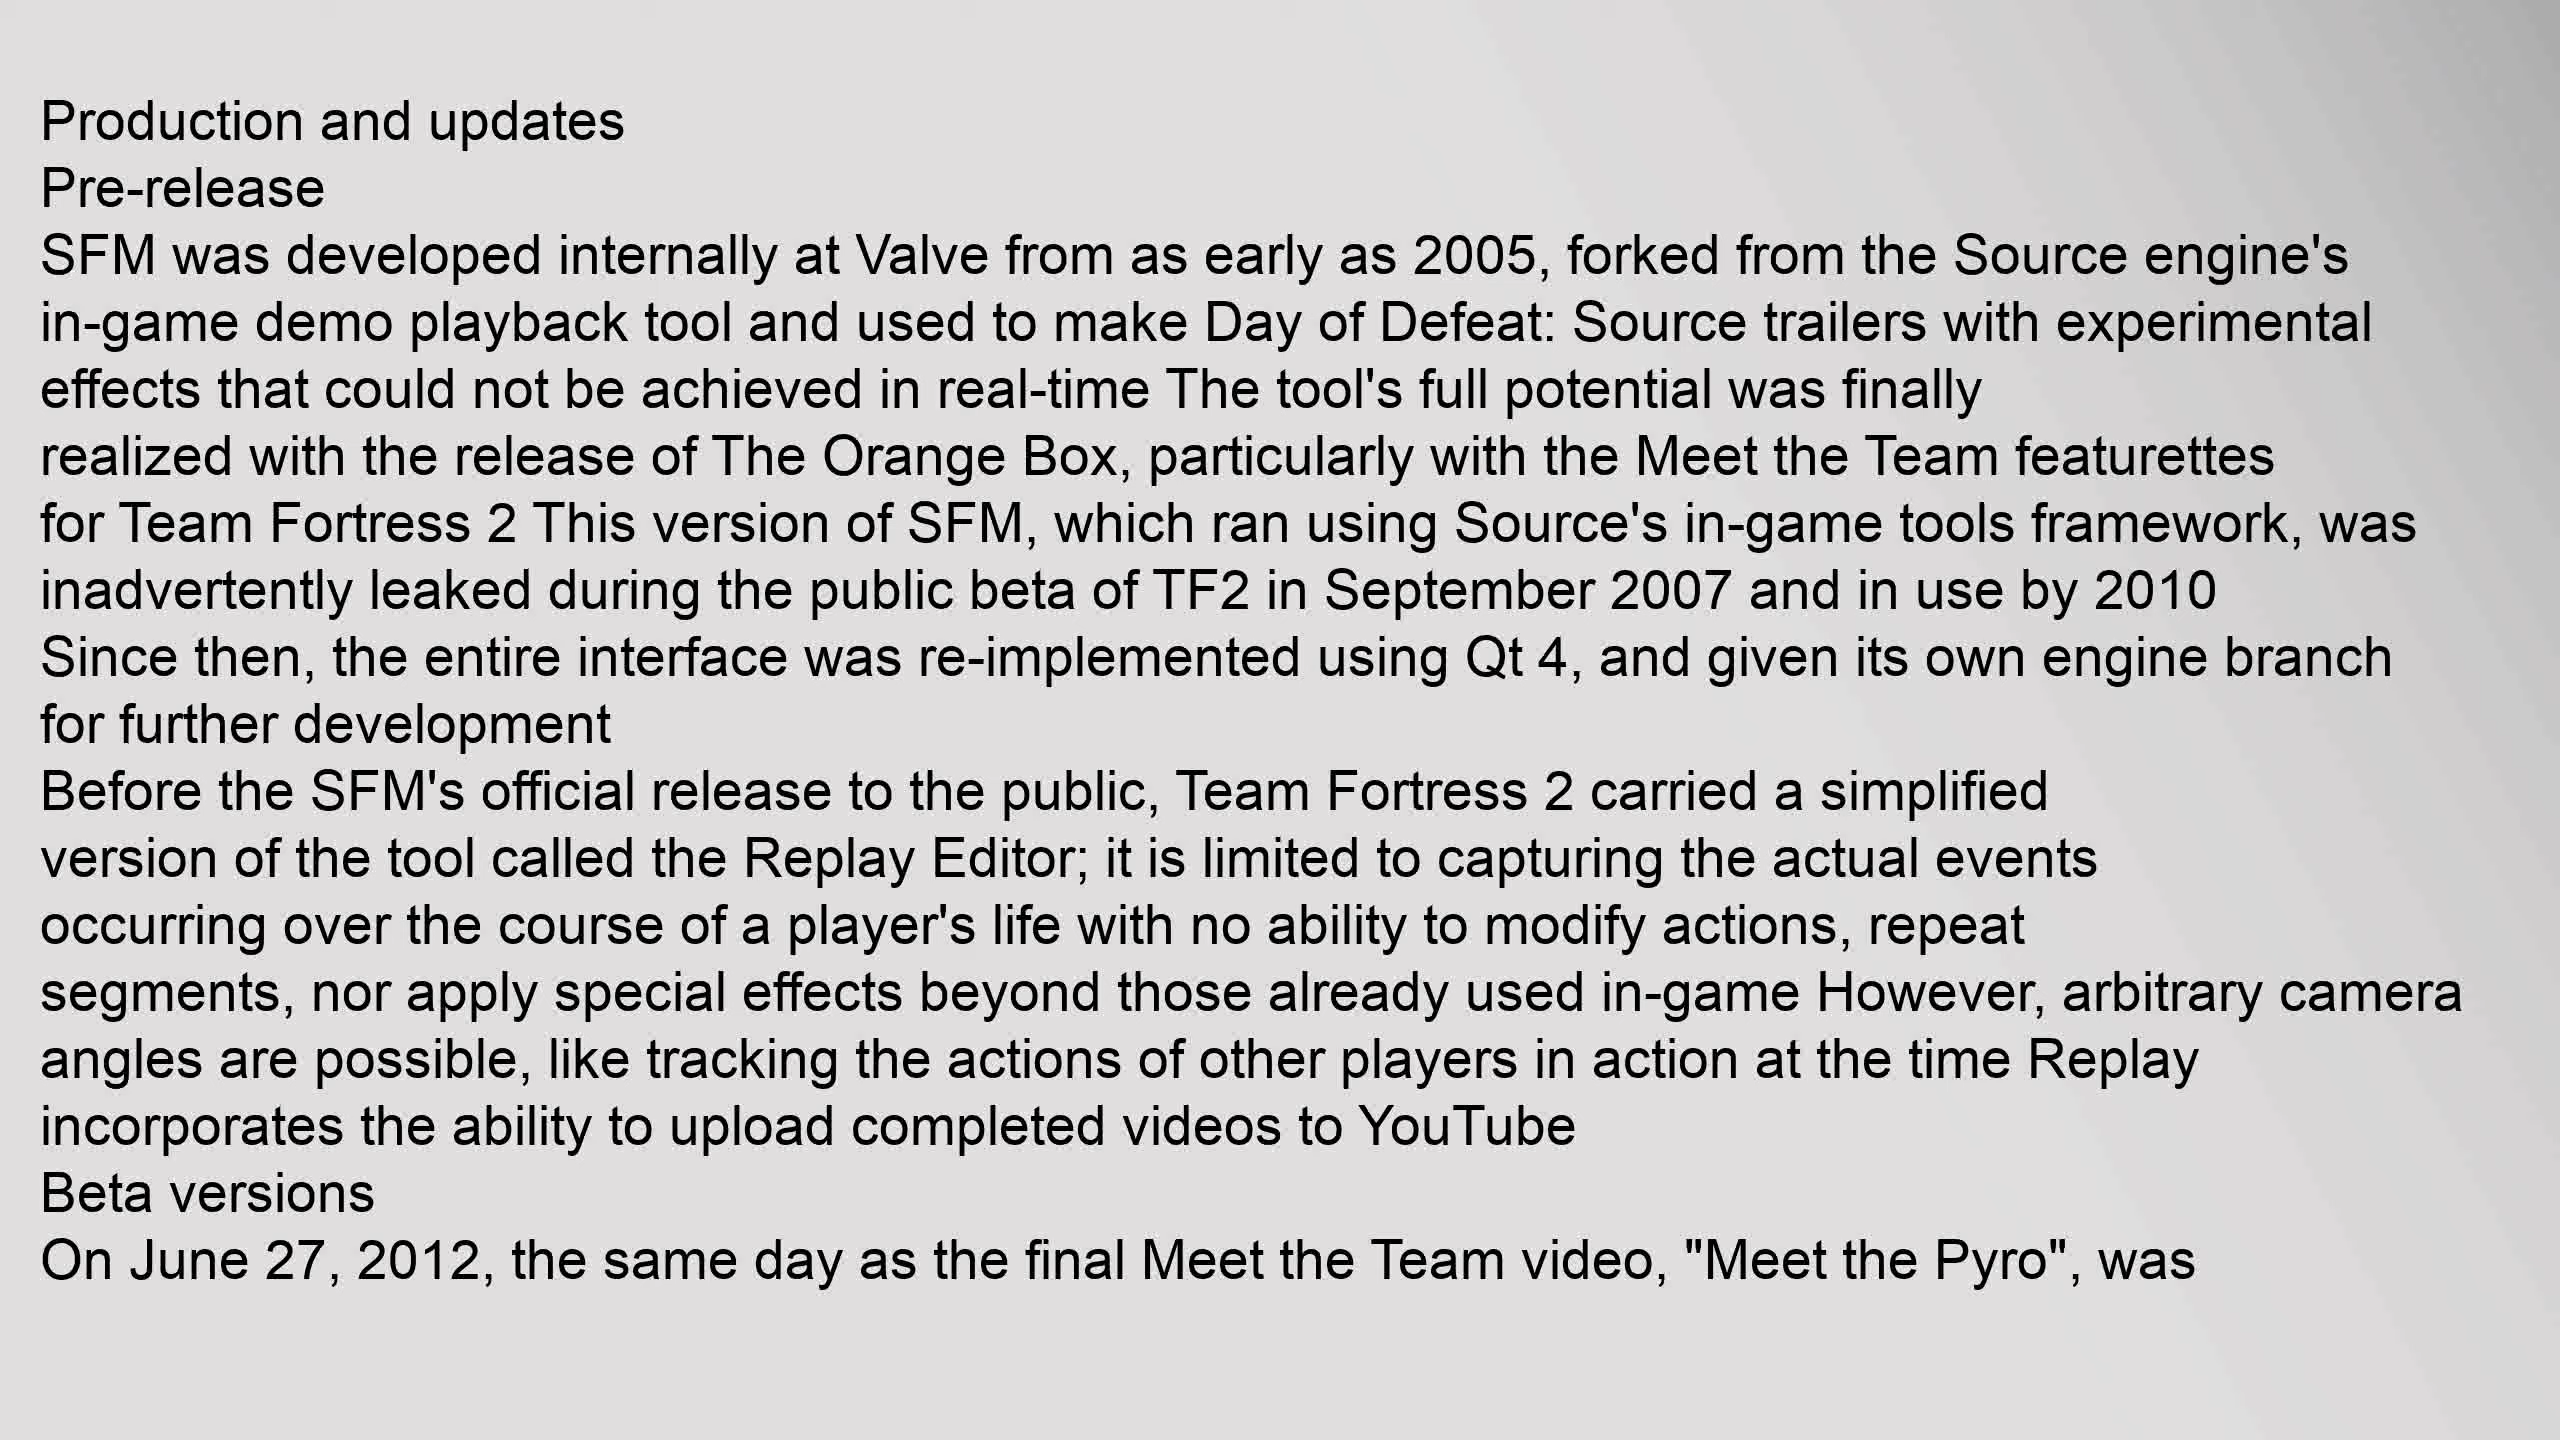 Production and updates
Pre-release
SFM was developed internally at Valve from as early as 2005, forked from the Source engine's
in-game demo playback tool and used to make Day of Defeat: Source trailers with experimental
effects that could not be achieved in real-time The tool's full potential was finally
realized with the release of The Orange Box, particularly with the Meet the Team featurettes
for Team Fortress 2 This version of SFM, which ran using Source's in-game tools framework, was
inadvertently leaked during the public beta of TF2 in September 2007 and in use by 2010
Since then, the entire interface was re-implemented using Qt 4, and given its own engine branch
for further development
Before the SFM's official release to the public, Team Fortress 2 carried a simplified
version of the tool called the Replay Editor; it is limited to capturing the actual events
occurring over the course of a player's life with no ability to modify actions, repeat
segments, nor apply special effects beyond those already used in-game However, arbitrary camera
angles are possible, like tracking the actions of other players in action at the time Replay
incorporates the ability to upload completed videos to YouTube
Beta versions
On June 27, 2012, the same day as the final Meet the Team video, "Meet the Pyro", was